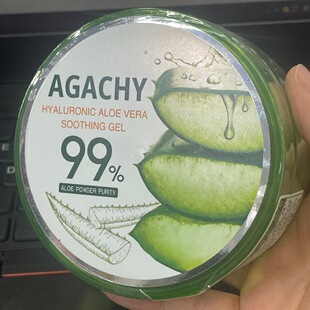 AGACHY
HYALURONIC ALOE VERA
SOOTHING GEL
99%
ALOE POWDER PURITY